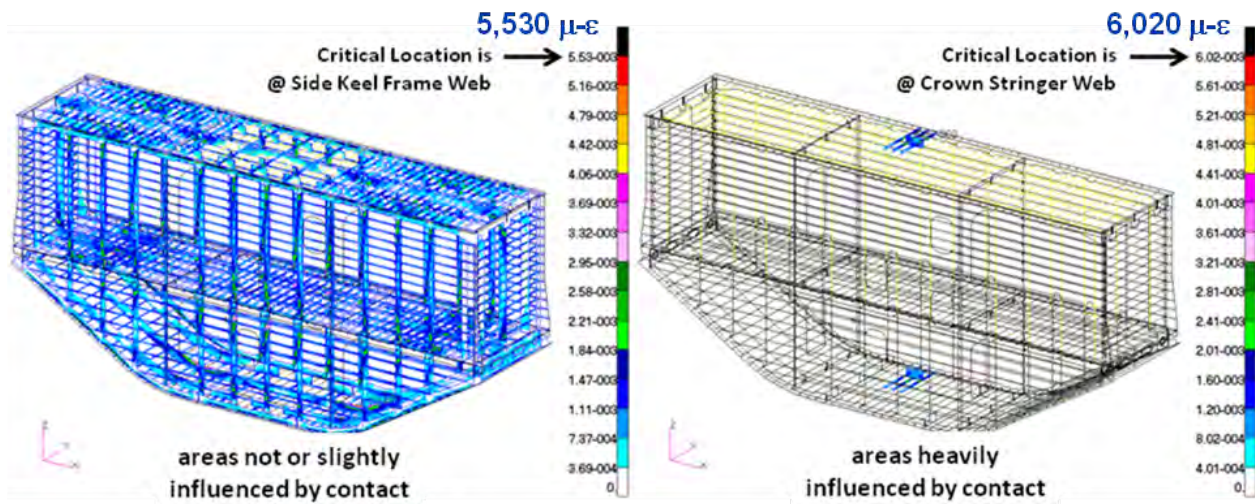 5,530 μ-ε
Critical Location is
@ Side Keel Frame Web
5.53-003
5.16-003
4.79-003
4.42-003
4.06-003
3.69-003
3.32-003
2.95-003
2.58-003
2.21-003
1.84-003
1.47-003
1.11-003
7.37-004
3.69-004
0.
Z
Y
X
areas not or slightly
influenced by contact
6,020 μ-ε
Critical Location is
@ Crown Stringer Web
6.02-003
5.61-003
5.21-003
4.81-003
4.41-003
4.01-003
3.61-003
3.21-003
2.81-003
2.41-003
2.01-003
1.60-003
1.20-003
8.02-004
4.01-004
0.
Z
Y
X
areas heavily
influenced by contact